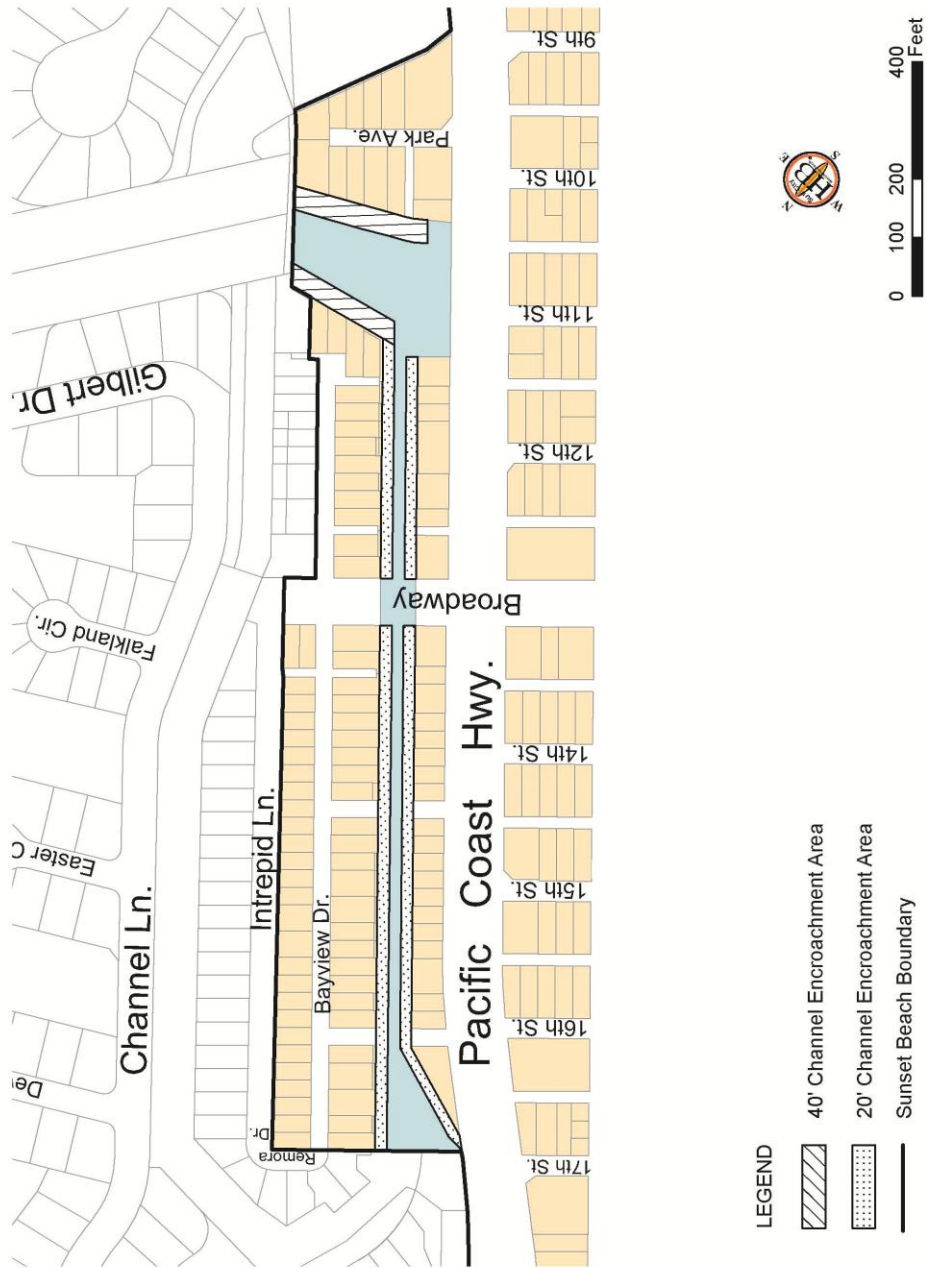 Gilbert Dr.
Falkland Cir.
Easter C
Channel Ln.
Dev
Intrepid Ln.
Bayview Dr.
Remora
Dr.
Park Ave.
Broadway
Pacific Coast Hwy.
9th St.
10th St.
11th St.
12th St.
14th St.
15th St.
16th St.
17th St.
N
E
S
W
0 100 200 400
Feet
LEGEND
40' Channel Encroachment Area
20' Channel Encroachment Area
Sunset Beach Boundary